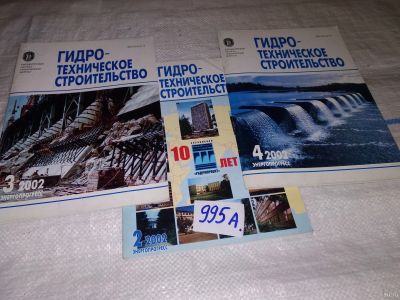 ГИДРО-
ТЕХНИЧЕСКОЕ
СТРОИТЕЛЬСТВО
3 2002
ЭНЕРГОПРОГРЕСС
ГИДРО-
ТЕХНИЧЕСКОЕ
СТРОИТЕЛЬСТВО
10 ЛЕТ
2 2002
ЭНЕРГОПРОГРЕСС
995А
ГИДРО-
ТЕХНИЧЕСКОЕ
СТРОИТЕЛЬСТВО
4 2002
ЭНЕРГОПРОГРЕСС